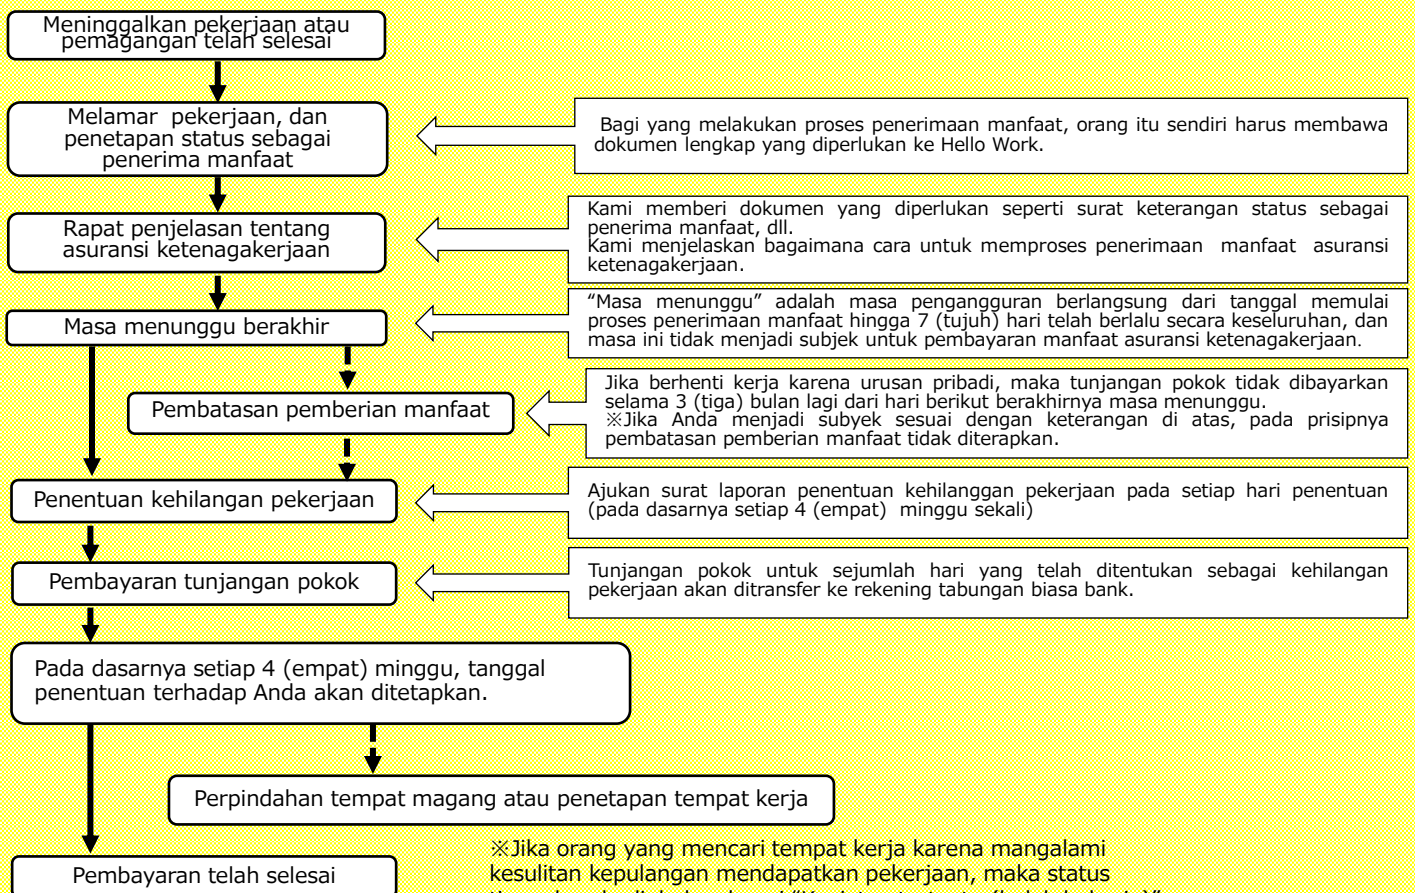 Meninggalkan pekerjaan atau
pemagangan telah selesai
Melamar pekerjaan, dan
penetapan status sebagai
penerima manfaat
Bagi yang melakukan proses penerimaan manfaat, orang itu sendiri harus membawa
dokumen lengkap yang diperlukan ke Hello Work.
Rapat penjelasan tentang
asuransi ketenagakerjaan
Kami memberi dokumen yang diperlukan seperti surat keterangan status sebagai
penerima manfaat, dll.
Kami menjelaskan bagaimana cara untuk memproses penerimaan manfaat asuransi
ketenagakerjaan.
Masa menunggu berakhir
“Masa menunggu” adalah masa pengangguran berlangsung dari tanggal memulai
proses penerimaan manfaat hingga 7 (tujuh) hari telah berlalu secara keseluruhan, dan
masa ini tidak menjadi subjek untuk pembayaran manfaat asuransi ketenagakerjaan.
Pembatasan pemberian manfaat
Jika berhenti kerja karena urusan pribadi, maka tunjangan pokok tidak dibayarkan
selama 3 (tiga) bulan lagi dari hari berikut berakhirnya masa menunggu.
※Jika Anda menjadi subyek sesuai dengan keterangan di atas, pada prisipnya
pembatasan pemberian manfaat tidak diterapkan.
Penentuan kehilangan pekerjaan
Ajukan surat laporan penentuan kehilanggan pekerjaan pada setiap hari penentuan
(pada dasarnya setiap 4 (empat) minggu sekali)
Pembayaran tunjangan pokok
Tunjangan pokok untuk sejumlah hari yang telah ditentukan sebagai kehilangan
pekerjaan akan ditransfer ke rekening tabungan biasa bank.
Pada dasarnya setiap 4 (empat) minggu, tanggal
penentuan terhadap Anda akan ditetapkan.
Perpindahan tempat magang atau penetapan tempat kerja
Pembayaran telah selesai
※Jika orang yang mencari tempat kerja karena mangalami
kesulitan kepulangan mendapatkan pekerjaan, maka status